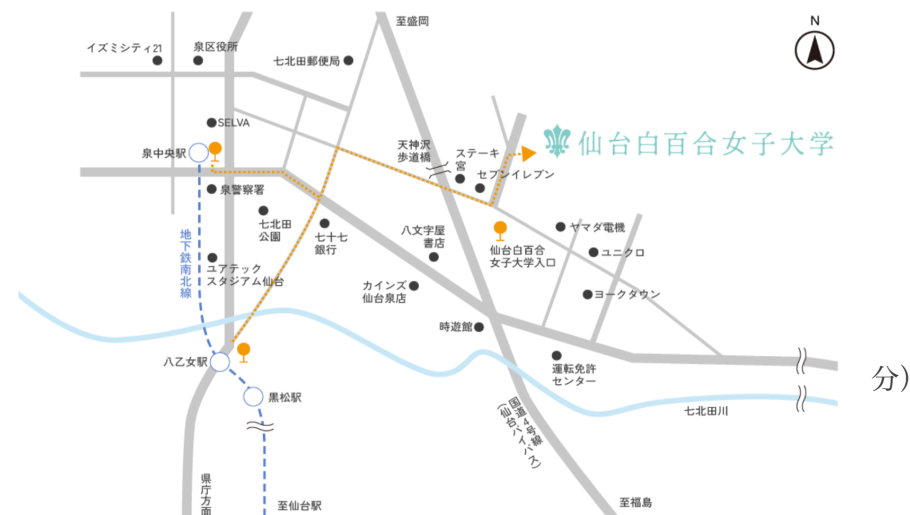 至盛岡
N
イズミシティ21
泉区役所
七北田郵便局
SELVA
泉中央駅
天神沢
歩道橋
ステーキ
宮
セブンイレブン
仙台白百合女子大学
泉警察署
七北田
公園
七十七
銀行
八文字屋
書店
仙台白百合
女子大学入口
ヤマダ電機
ユニクロ
ヨークタウン
地下鉄南北線
ユアテック
スタジアム仙台
カインズ
仙台泉店
時遊館
八乙女駅
黒松駅
運転免許
センター
分)
七北田川
国道4号線
(仙台バイパス)
県庁方面
至仙台駅
至福島